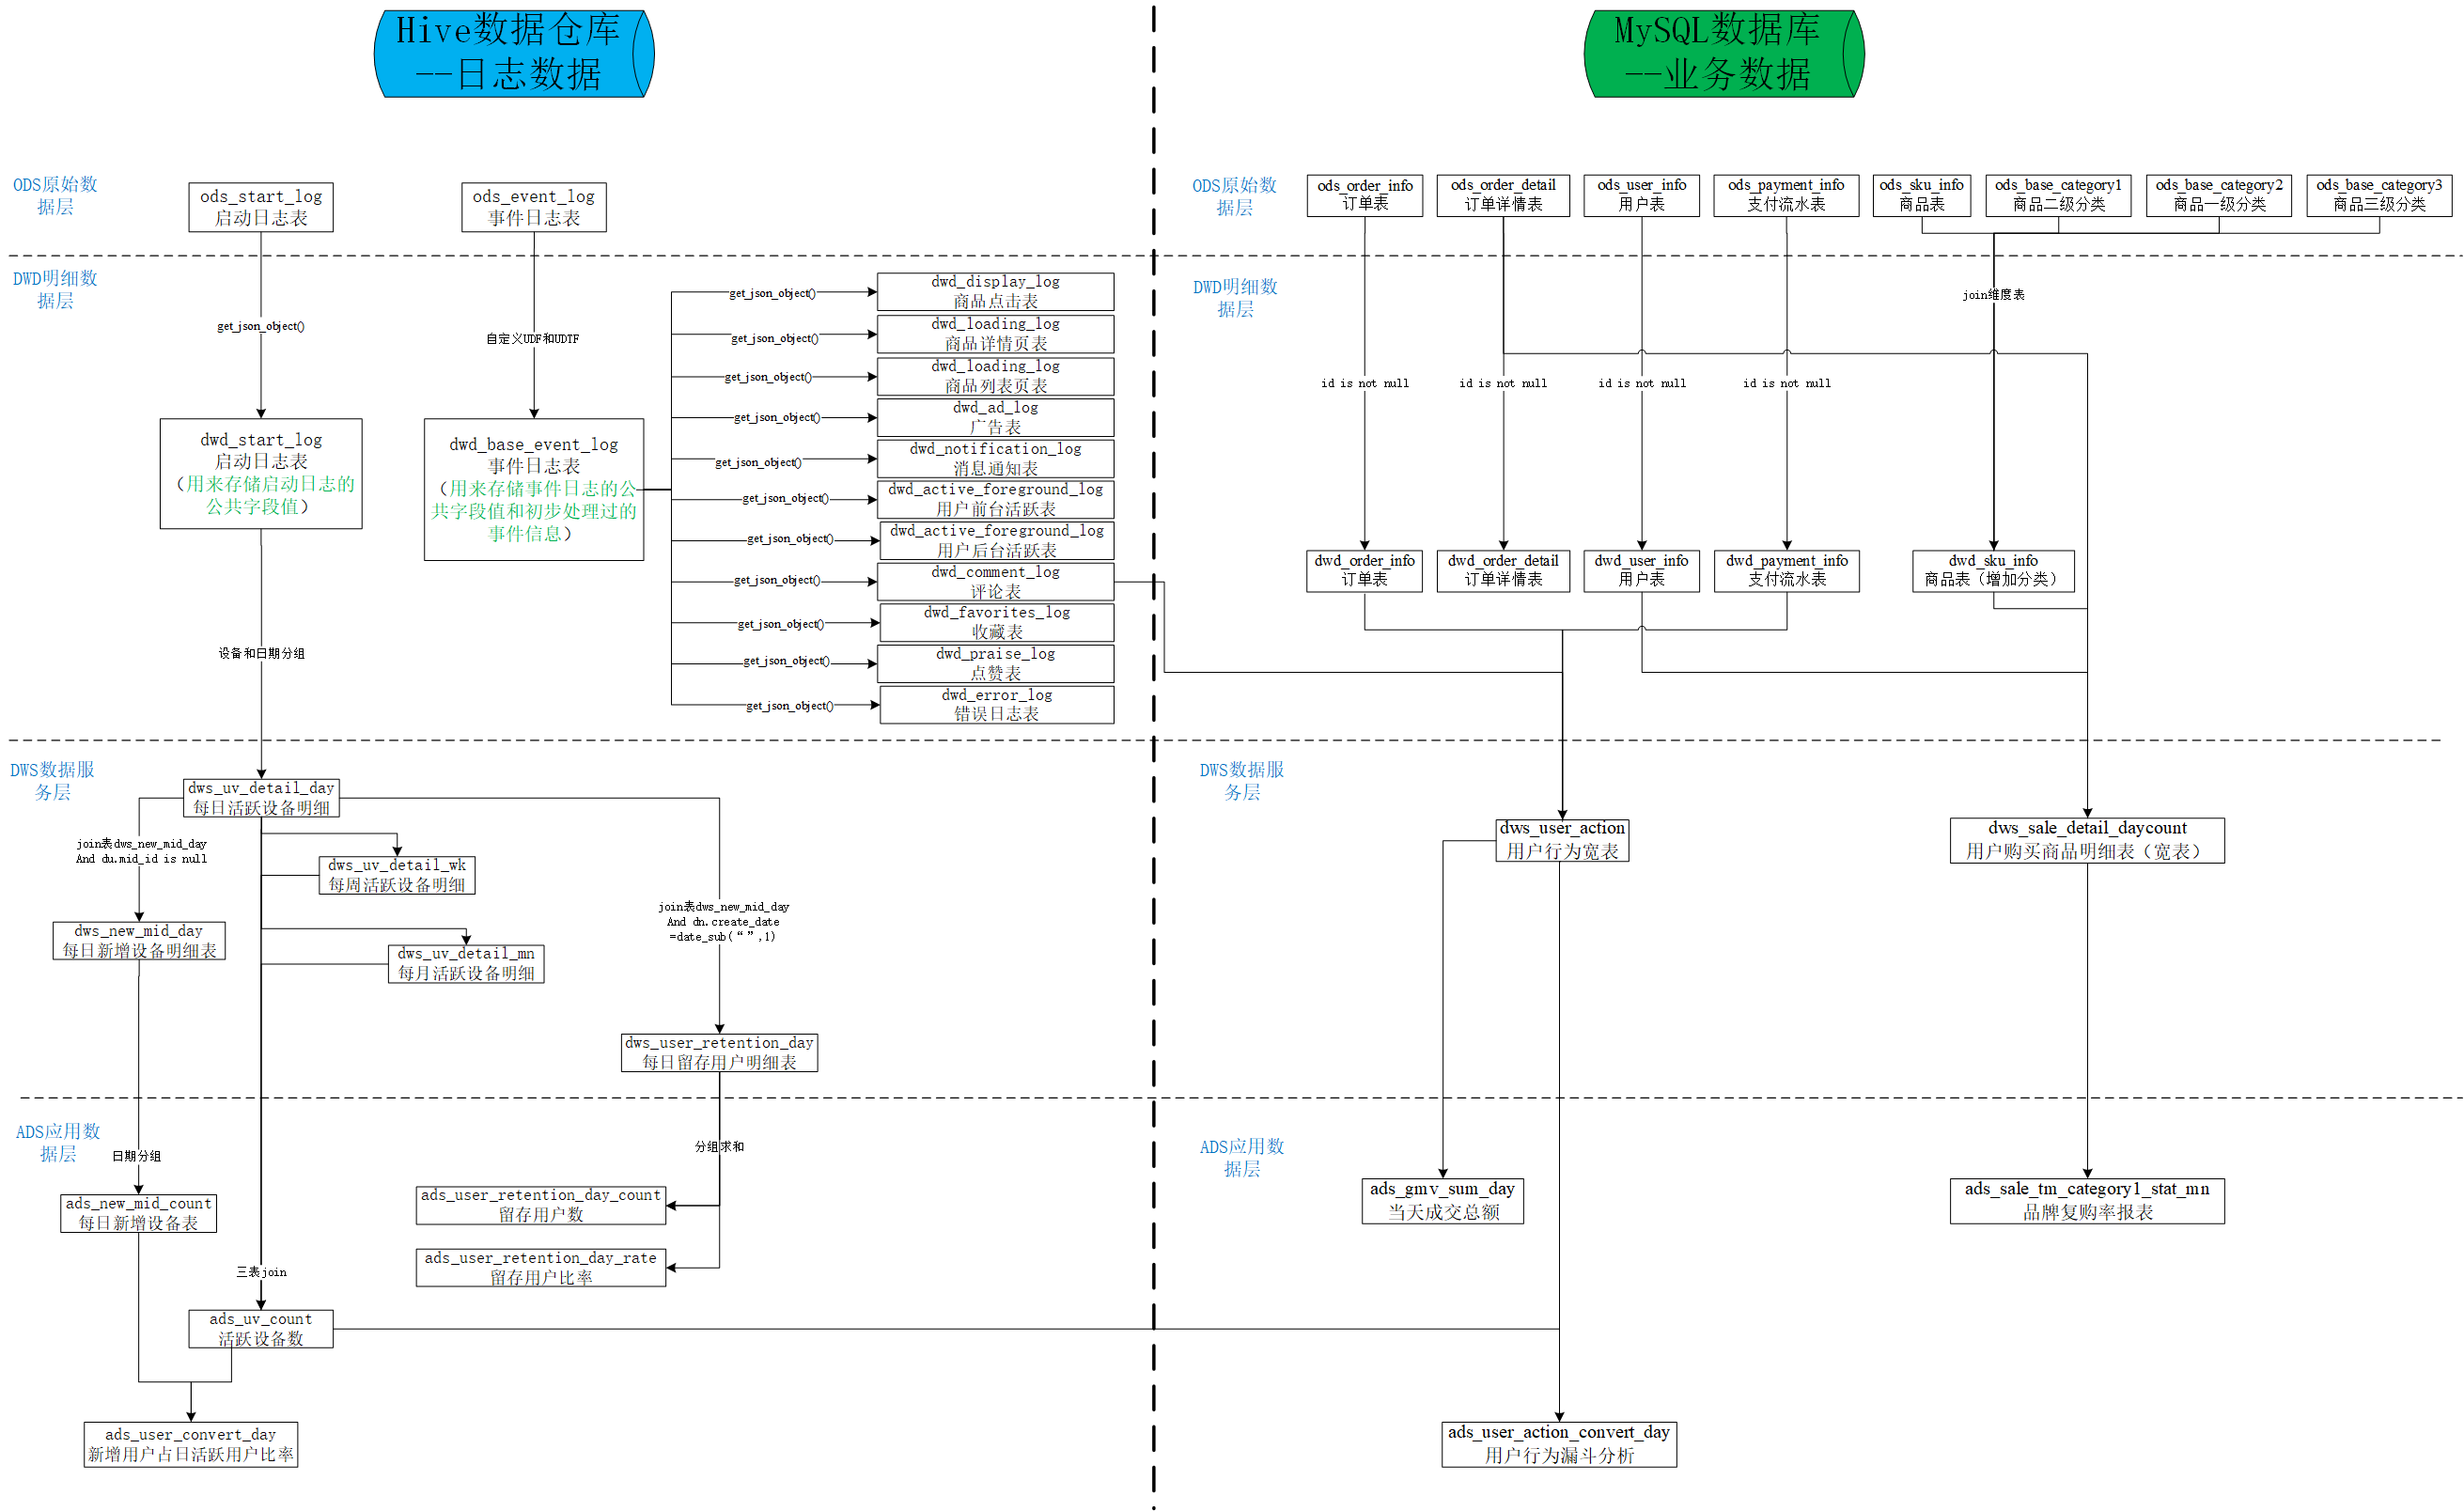 Hive数据仓库
--日志数据
MySQL数据库
--业务数据
ODS原始数
据层
ods_start_log
启动日志表
ods_event_log
事件日志表
ODS原始数
据层
ods_order_info
订单表
ods_order_detail
订单详情表
ods_user_info
用户表
ods_payment_info
支付流水表
ods_sku_info
商品表
ods_base_category1
商品二级分类
ods_base_category2
商品一级分类
ods_base_category3
商品三级分类
DWD明细数
据层
get_json_object()
自定义UDF和UDTF
dwd_start_log
启动日志表
（用来存储启动日志的
公共字段值）
dwd_base_event_log
事件日志表
（用来存储事件日志的公
共字段值和初步处理过的
事件信息）
get_json_object()
dwd_display_log
商品点击表
get_json_object()
dwd_loading_log
商品详情页表
get_json_object()
dwd_loading_log
商品列表页表
get_json_object()
dwd_ad_log
广告表
get_json_object()
dwd_notification_log
消息通知表
get_json_object()
dwd_active_foreground_log
用户前台活跃表
get_json_object()
dwd_active_foreground_log
用户后台活跃表
get_json_object()
dwd_comment_log
评论表
get_json_object()
dwd_favorites_log
收藏表
get_json_object()
dwd_praise_log
点赞表
get_json_object()
dwd_error_log
错误日志表
设备和日期分组
DWD明细数
据层
join维度表
id is not null
id is not null
id is not null
id is not null
dwd_order_info
订单表
dwd_order_detail
订单详情表
dwd_user_info
用户表
dwd_payment_info
支付流水表
dwd_sku_info
商品表（增加分类）
DWS数据服
务层
dws_uv_detail_day
每日活跃设备明细
join表dws_new_mid_day
And du.mid_id is null
dws_uv_detail_wk
每周活跃设备明细
dws_new_mid_day
每日新增设备明细表
dws_uv_detail_mn
每月活跃设备明细
join表dws_new_mid_day
And dn.create_date
=date_sub(“”,1)
dws_user_retention_day
每日留存用户明细表
DWS数据服
务层
dws_user_action
用户行为宽表
dws_sale_detail_daycount
用户购买商品明细表（宽表）
ADS应用数
据层
日期分组
分组求和
ads_new_mid_count
每日新增设备表
ads_user_retention_day_count
留存用户数
ads_user_retention_day_rate
留存用户比率
三表join
ads_uv_count
活跃设备数
ads_user_convert_day
新增用户占日活跃用户比率
ADS应用数
据层
ads_gmv_sum_day
当天成交总额
ads_sale_tm_category1_stat_mn
品牌复购率报表
ads_user_action_convert_day
用户行为漏斗分析